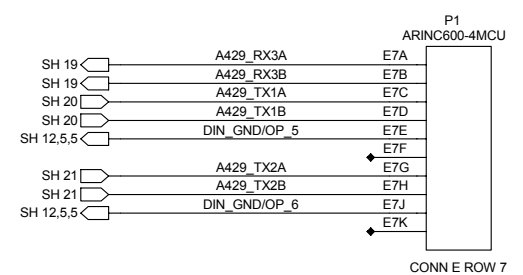 P1
ARINC600-4MCU
SH 19 A429_RX3A E7A
SH 19 A429_RX3B E7B
SH 20 A429_TX1A E7C
SH 20 A429_TX1B E7D
SH 12,5,5 DIN_GND/OP_5 E7E
E7F
SH 21 A429_TX2A E7G
SH 21 A429_TX2B E7H
SH 12,5,5 DIN_GND/OP_6 E7J
E7K
CONN E ROW 7